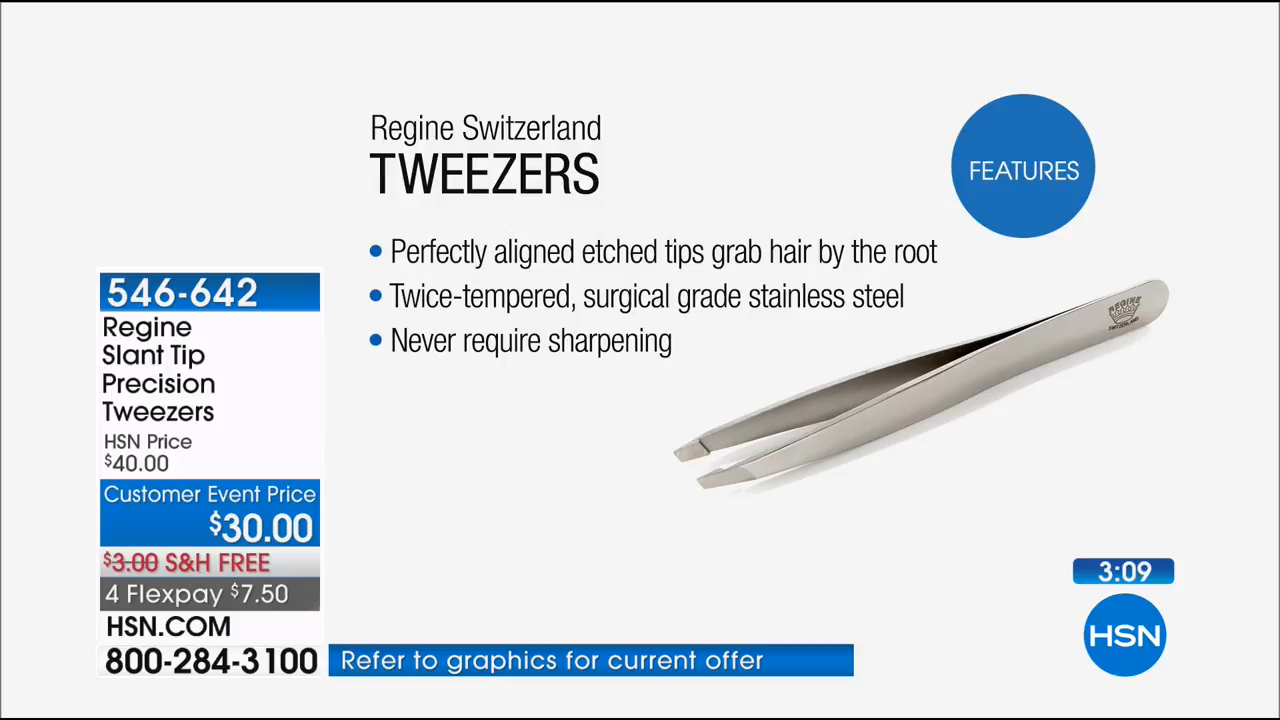 Regine Switzerland
TWEEZERS
FEATURES
• Perfectly aligned etched tips grab hair by the root
• Twice-tempered, surgical grade stainless steel
• Never require sharpening
REGINE
SWITZERLAND
546-642
Regine
Slant Tip
Precision
Tweezers
HSN Price
$40.00
Customer Event Price
$30.00
$3.00 S&H FREE
4 Flexpay $7.50
HSN.COM
800-284-3100
Refer to graphics for current offer
3:09
HSN